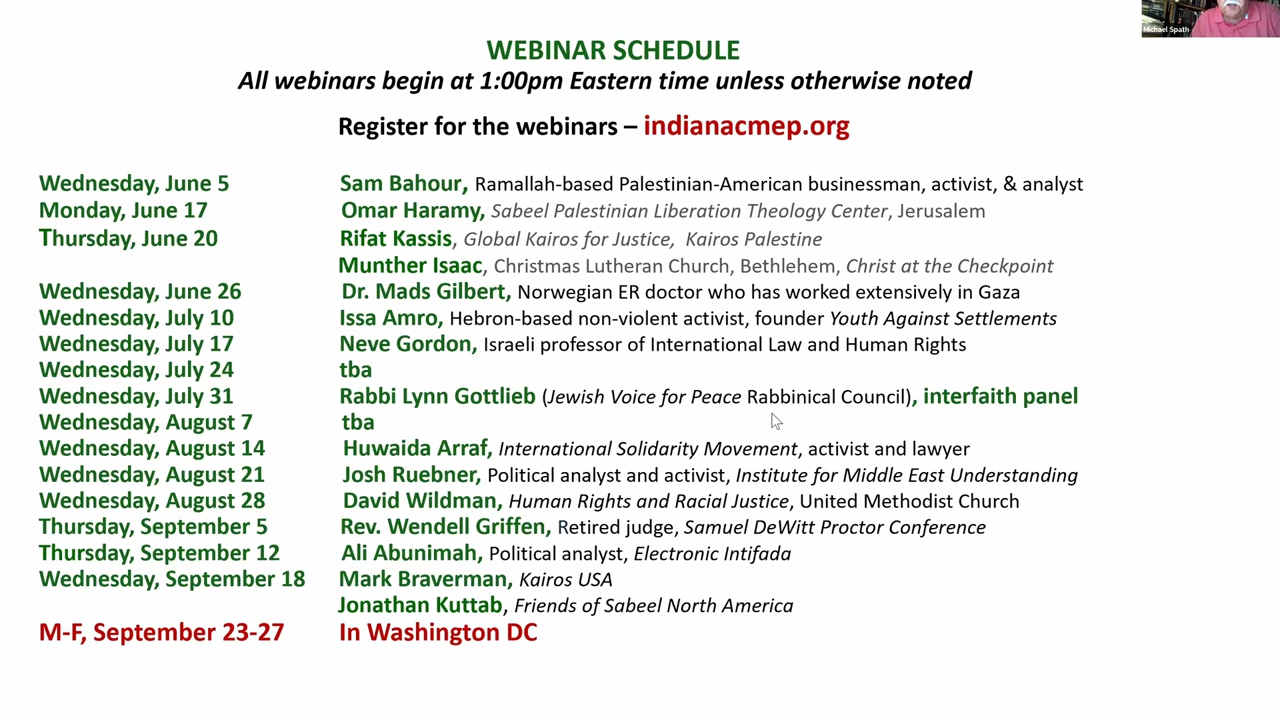 Michael Spath
WEBINAR SCHEDULE
All webinars begin at 1:00pm Eastern time unless otherwise noted
Register for the webinars – indianacmep.org
Wednesday, June 5 Sam Bahour, Ramallah-based Palestinian-American businessman, activist, & analyst
Monday, June 17 Omar Haramy, Sabeel Palestinian Liberation Theology Center, Jerusalem
Thursday, June 20 Rifat Kassis, Global Kairos for Justice, Kairos Palestine
Munther Isaac, Christmas Lutheran Church, Bethlehem, Christ at the Checkpoint
Wednesday, June 26 Dr. Mads Gilbert, Norwegian ER doctor who has worked extensively in Gaza
Wednesday, July 10 Issa Amro, Hebron-based non-violent activist, founder Youth Against Settlements
Wednesday, July 17 Neve Gordon, Israeli professor of International Law and Human Rights
Wednesday, July 24 tba
Wednesday, July 31 Rabbi Lynn Gottlieb (Jewish Voice for Peace Rabbinical Council), interfaith panel
Wednesday, August 7 tba
Wednesday, August 14 Huwaida Arraf, International Solidarity Movement, activist and lawyer
Wednesday, August 21 Josh Ruebner, Political analyst and activist, Institute for Middle East Understanding
Wednesday, August 28 David Wildman, Human Rights and Racial Justice, United Methodist Church
Thursday, September 5 Rev. Wendell Griffen, Retired judge, Samuel DeWitt Proctor Conference
Thursday, September 12 Ali Abunimah, Political analyst, Electronic Intifada
Wednesday, September 18 Mark Braverman, Kairos USA
Jonathan Kuttab, Friends of Sabeel North America
M-F, September 23-27 In Washington DC